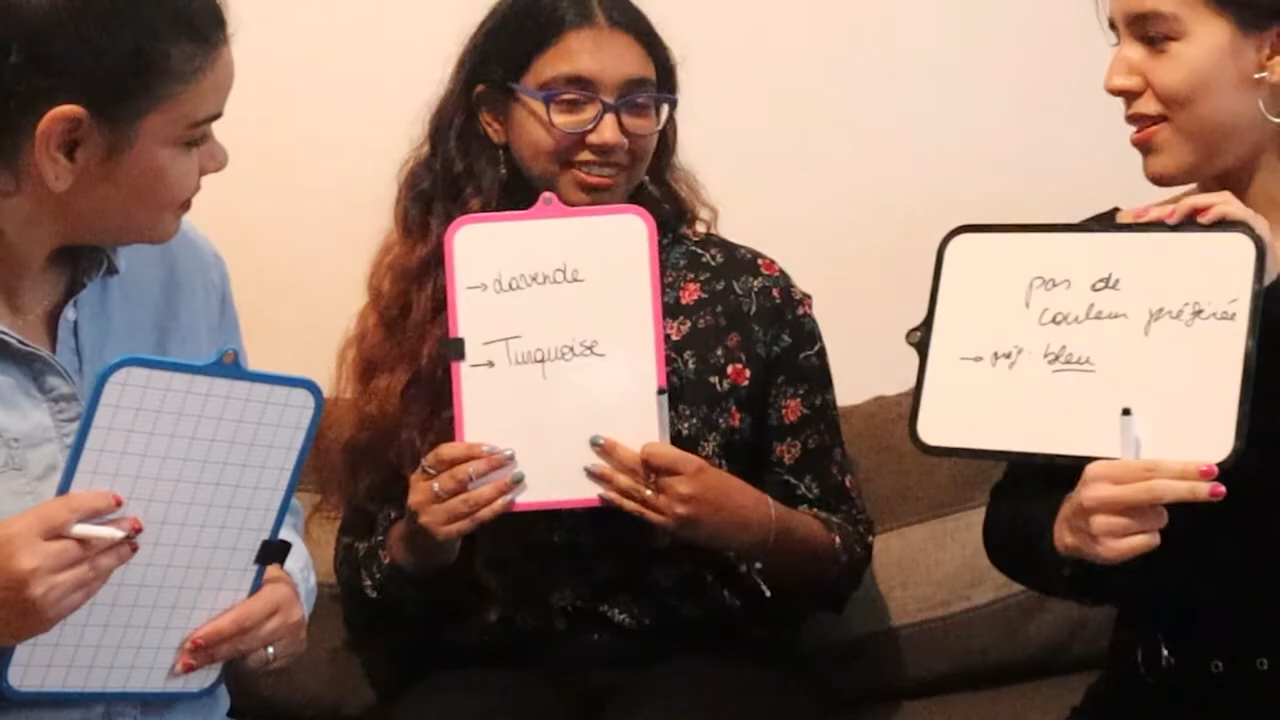 → Lavende
→ Turquoise
pas de
couleur préférée
→ préf: bleu